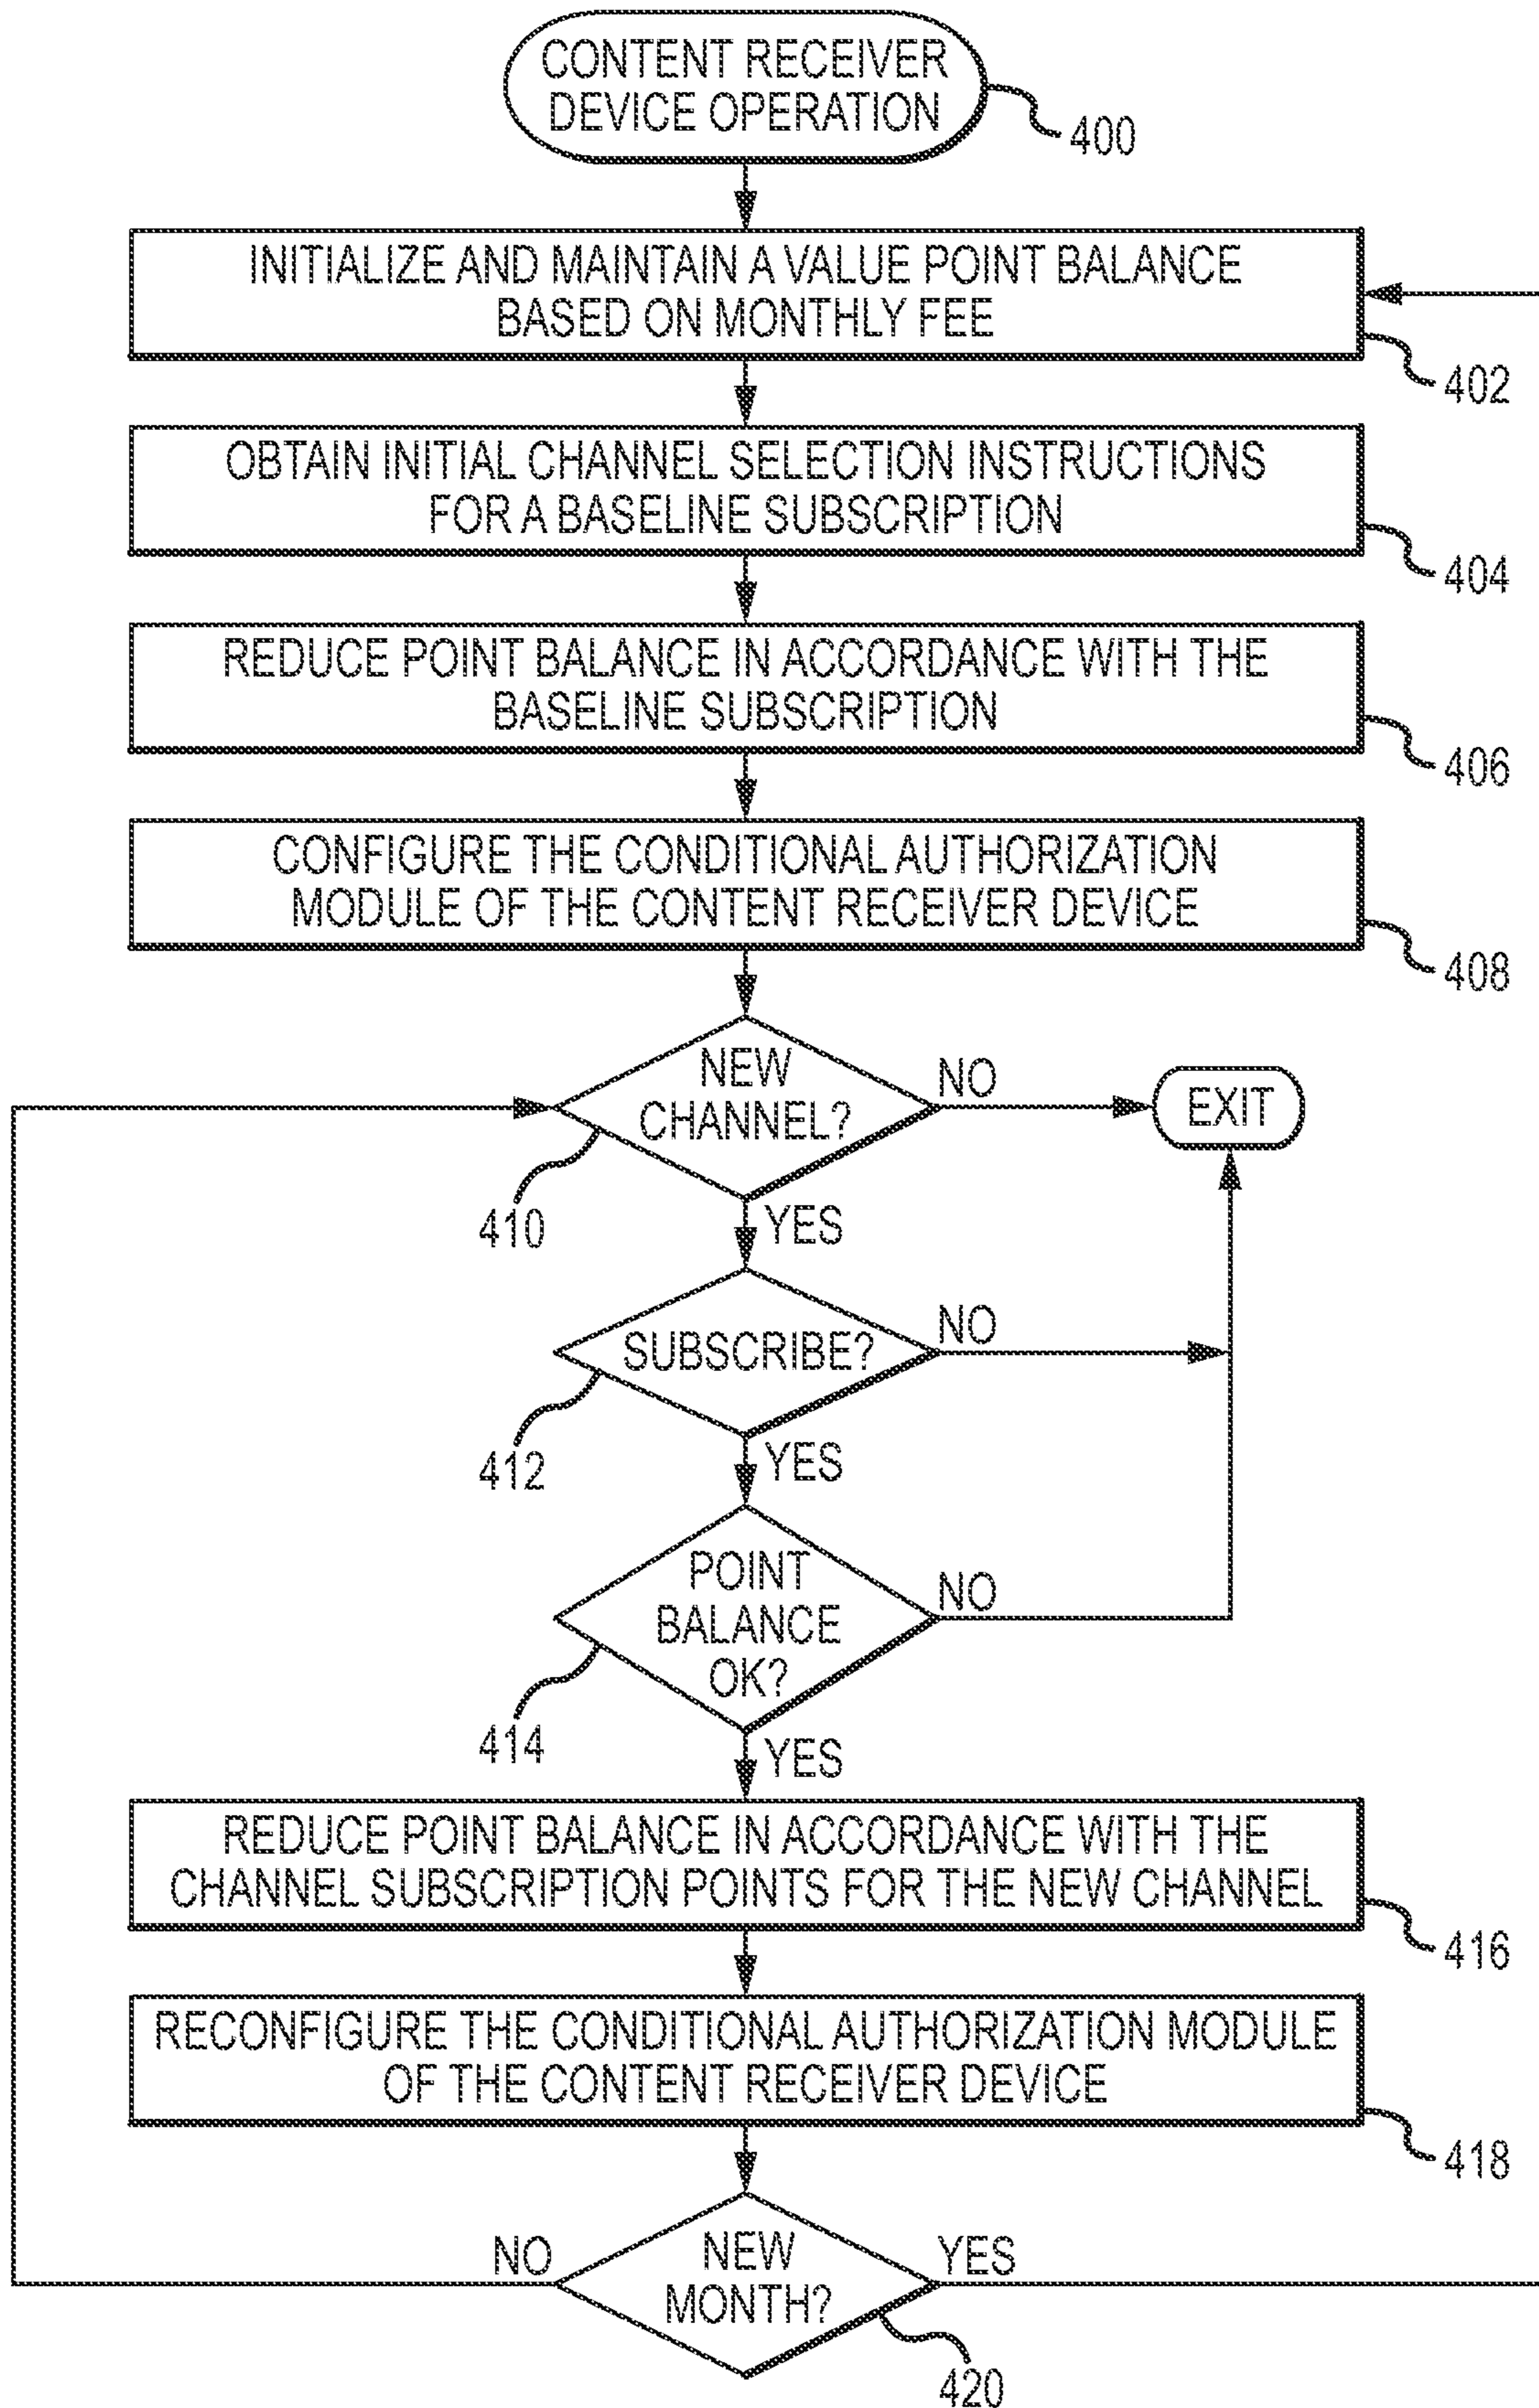 CONTENT RECEIVER
DEVICE OPERATION
400
INITIALIZE AND MAINTAIN A VALUE POINT BALANCE
BASED ON MONTHLY FEE
402
OBTAIN INITIAL CHANNEL SELECTION INSTRUCTIONS
FOR A BASELINE SUBSCRIPTION
404
REDUCE POINT BALANCE IN ACCORDANCE WITH THE
BASELINE SUBSCRIPTION
406
CONFIGURE THE CONDITIONAL AUTHORIZATION
MODULE OF THE CONTENT RECEIVER DEVICE
408
NEW
CHANNEL?
NO
EXIT
410
YES
SUBSCRIBE?
NO
412
YES
POINT
BALANCE
OK?
NO
414
YES
REDUCE POINT BALANCE IN ACCORDANCE WITH THE
CHANNEL SUBSCRIPTION POINTS FOR THE NEW CHANNEL
416
RECONFIGURE THE CONDITIONAL AUTHORIZATION MODULE
OF THE CONTENT RECEIVER DEVICE
418
NO
NEW
MONTH?
YES
420